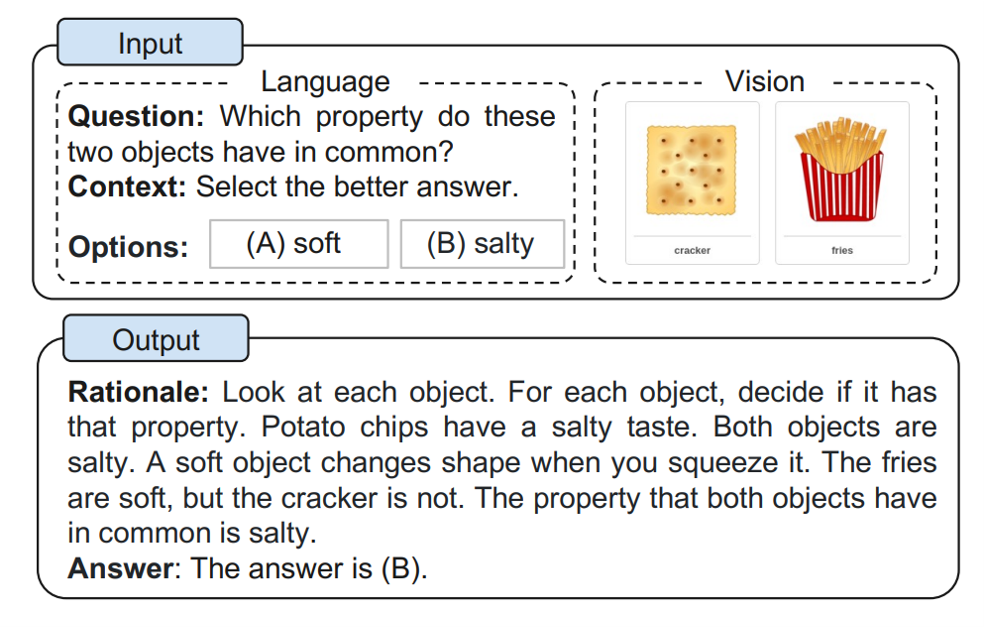 Input
Language
Question: Which property do these
two objects have in common?
Context: Select the better answer.
Options: (A) soft (B) salty
Vision
cracker
fries
Output
Rationale: Look at each object. For each object, decide if it has
that property. Potato chips have a salty taste. Both objects are
salty. A soft object changes shape when you squeeze it. The fries
are soft, but the cracker is not. The property that both objects have
in common is salty.
Answer: The answer is (B).